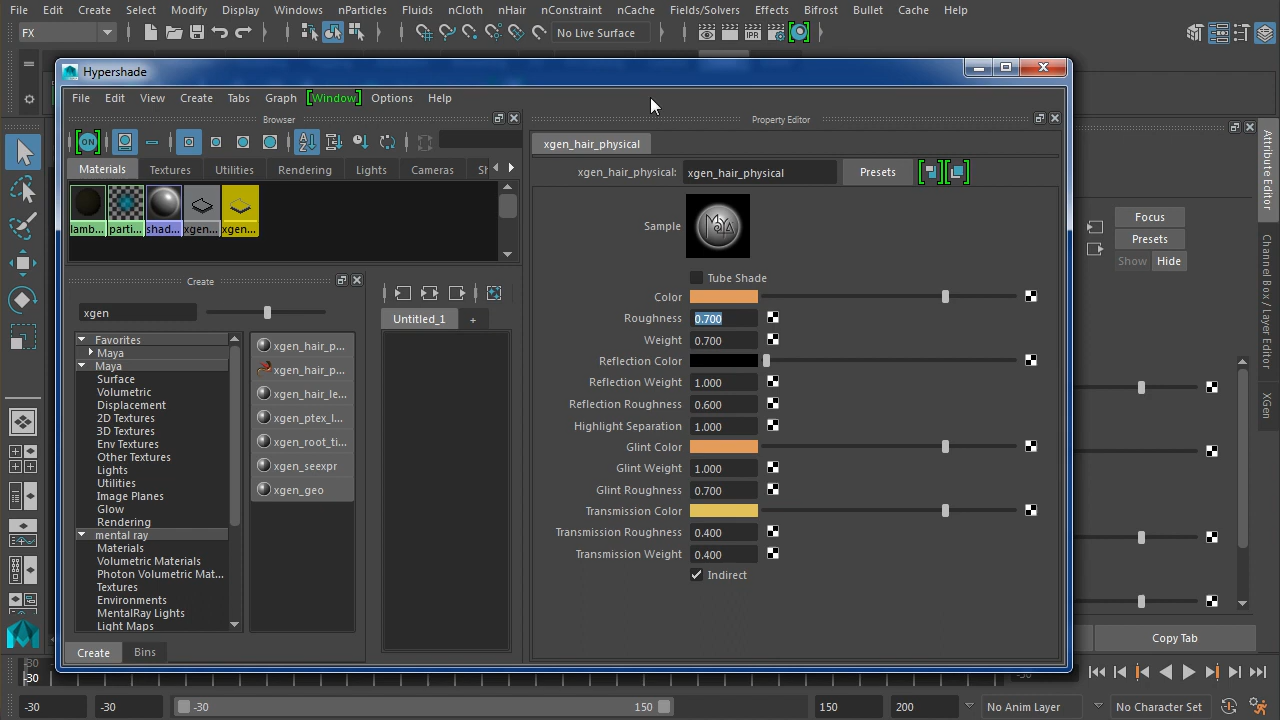 File Edit Create Select Modify Display Windows nParticles Fluids nCloth nHair nConstraint nCache Fields/Solvers Effects Bifrost Bullet Cache Help
FX No Live Surface IPR
Hypershade
File Edit View Create Tabs Graph [Window] Options Help
Browser
ON
Materials Textures Utilities Rendering Lights Cameras Sh
lamb... parti... shad... xgen... xgen...
Create
xgen
Favorites
Maya
Maya
Surface
Volumetric
Displacement
2D Textures
3D Textures
Env Textures
Other Textures
Lights
Utilities
Image Planes
Glow
Rendering
mental ray
Materials
Volumetric Materials
Photon Volumetric Mat...
Textures
Environments
MentalRay Lights
Light Maps
xgen_hair_p...
xgen_hair_p...
xgen_hair_le...
xgen_ptex_l...
xgen_root_ti...
xgen_seexpr
xgen_geo
Create Bins
Untitled_1 +
Property Editor
xgen_hair_physical
xgen_hair_physical: xgen_hair_physical Presets
Sample
MAYA
Tube Shade
Color
Roughness 0.700
Weight 0.700
Reflection Color
Reflection Weight 1.000
Reflection Roughness 0.600
Highlight Separation 1.000
Glint Color
Glint Weight 1.000
Glint Roughness 0.700
Transmission Color
Transmission Roughness 0.400
Transmission Weight 0.400
Indirect
Focus
Presets
Show Hide
Copy Tab
Attribute Editor
Channel Box / Layer Editor
XGen
-30
-30
-30
-30 -30 -30 150 150 200 No Anim Layer No Character Set